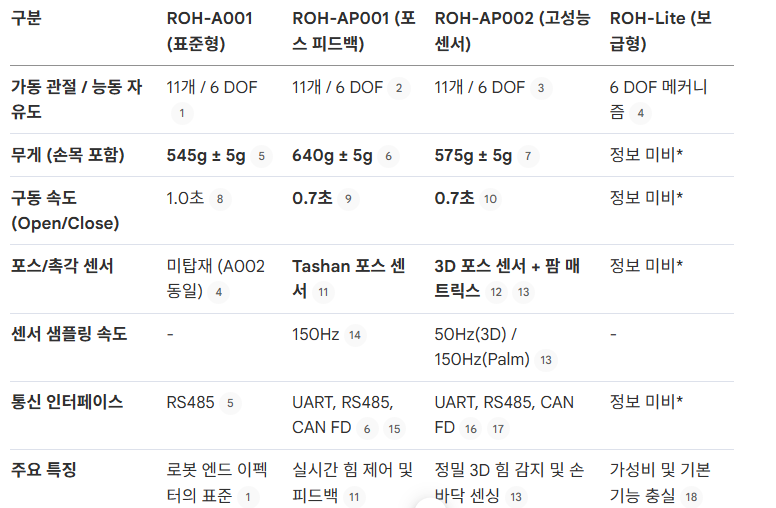 구분 ROH-A001 ROH-AP001 (포 ROH-AP002 (고성능 ROH-Lite (보
(표준형) 스 피드백) 센서) 급형)
가동 관절 / 능동 자 11개 / 6 DOF 11개 / 6 DOF 2 11개 / 6 DOF 3 6 DOF 메커니
유도 1 즘 4
무게 (손목 포함) 545g ± 5g 5 640g ± 5g 6 575g ± 5g 7 정보 미비*
구동 속도 1.0초 8 0.7초 9 0.7초 10 정보 미비*
(Open/Close)
포스/촉각 센서 미탑재 (A002 Tashan 포스 센 3D 포스 센서 + 팜 매 정보 미비*
동일) 4 서 11 트릭스 12 13
센서 샘플링 속도 - 150Hz 14 50Hz(3D) / -
150Hz(Palm) 13
통신 인터페이스 RS485 5 UART, RS485, UART, RS485, CAN 정보 미비*
CAN FD 6 15 FD 16 17
주요 특징 로봇 엔드 이펙 실시간 힘 제어 및 정밀 3D 힘 감지 및 손 가성비 및 기본
터의 표준 1 피드백 11 바닥 센싱 13 기능 충실 18